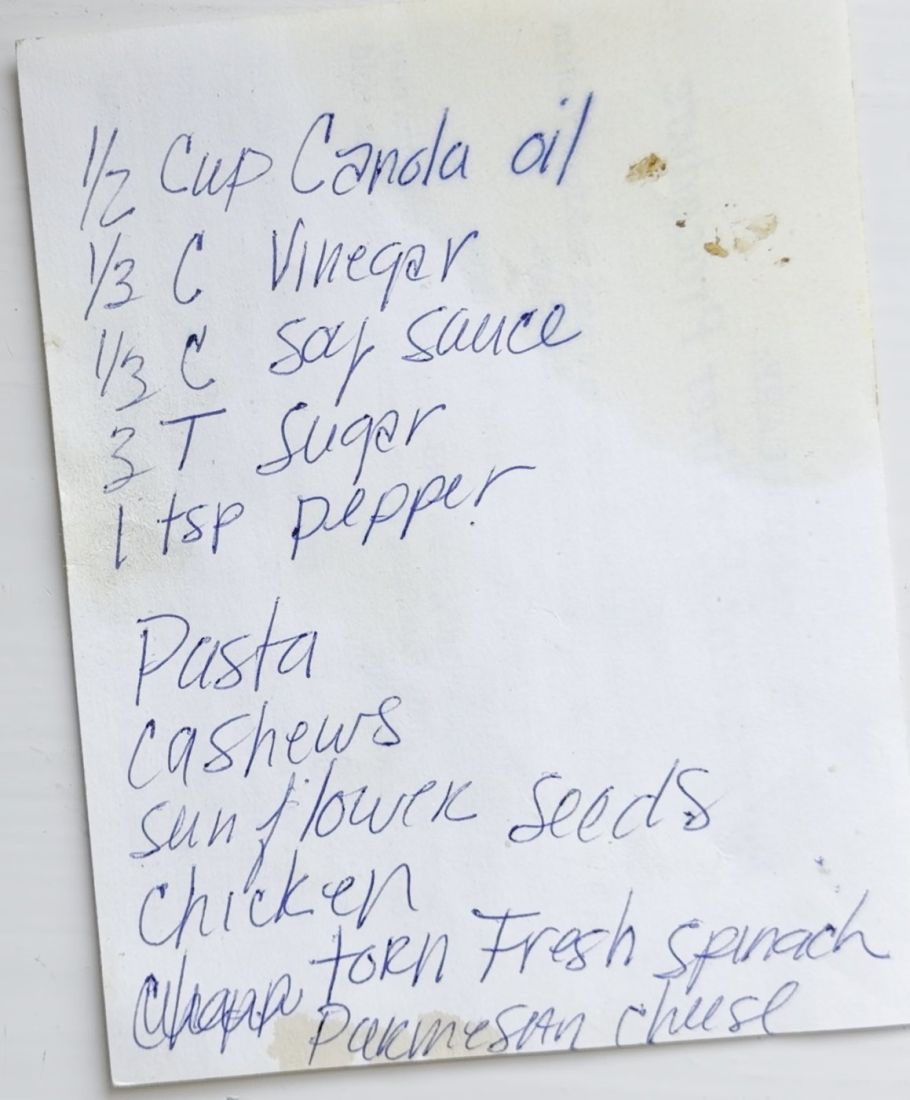 1/2 Cup Canola oil
1/3 C Vinegar
1/3 C Soy Sauce
3 T Sugar
1 tsp pepper
Pasta
cashews
sunflower seeds
Chicken
torn Fresh spinach
Parmesan cheese